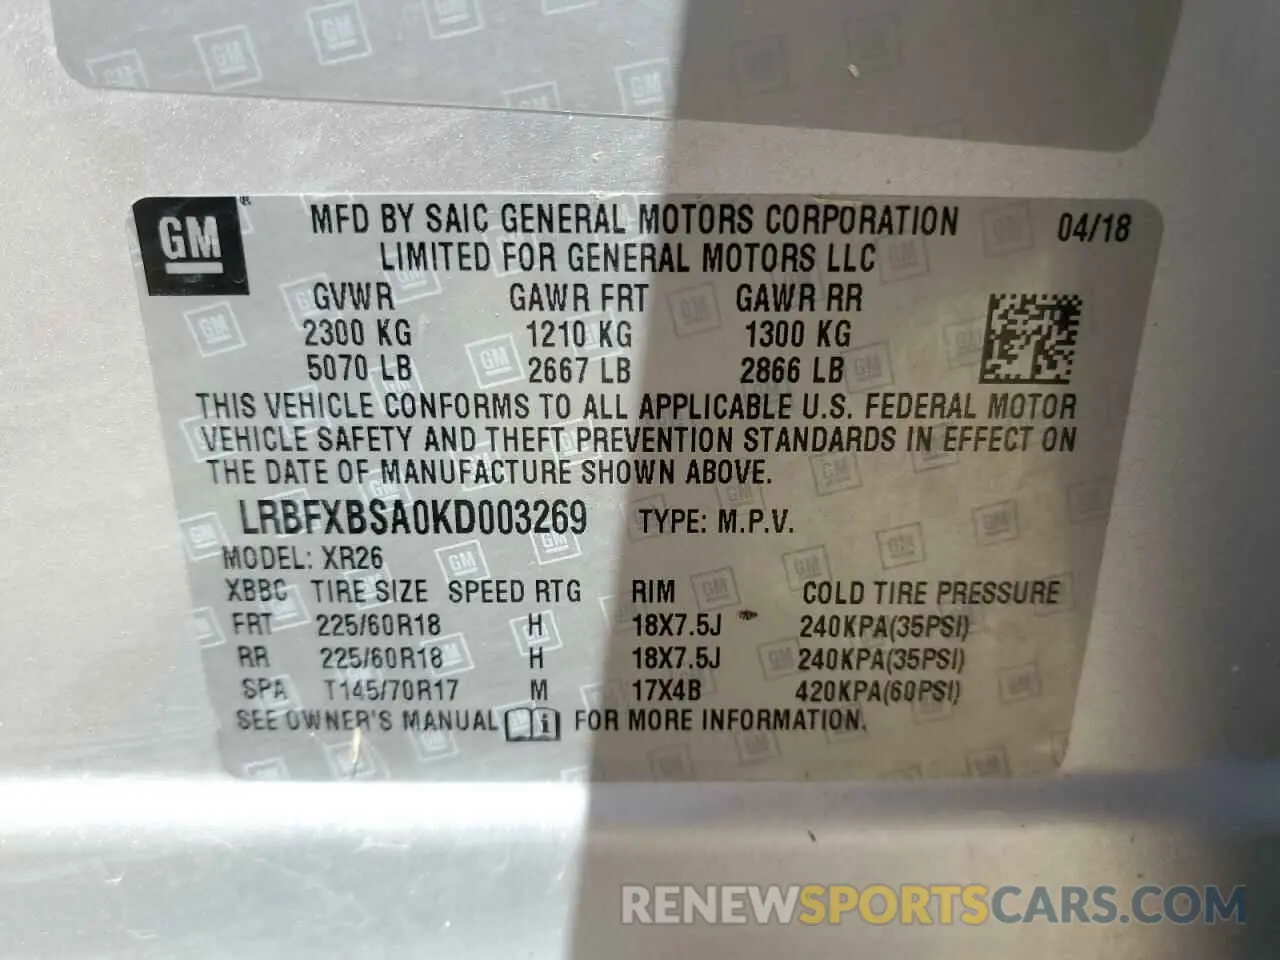 GM® MFD BY SAIC GENERAL MOTORS CORPORATION 04/18
LIMITED FOR GENERAL MOTORS LLC
GVWR GAWR FRT GAWR RR
2300 KG 1210 KG 1300 KG
5070 LB 2667 LB 2866 LB
THIS VEHICLE CONFORMS TO ALL APPLICABLE U.S. FEDERAL MOTOR
VEHICLE SAFETY AND THEFT PREVENTION STANDARDS IN EFFECT ON
THE DATE OF MANUFACTURE SHOWN ABOVE.
LRBFXBSA0KD003269 TYPE: M.P.V.
MODEL: XR26
XBBC TIRE SIZE SPEED RTG RIM COLD TIRE PRESSURE
FRT 225/60R18 H 18X7.5J 240KPA(35PSI)
RR 225/60R18 H 18X7.5J 240KPA(35PSI)
SPA T145/70R17 M 17X4B 420KPA(60PSI)
SEE OWNER'S MANUAL FOR MORE INFORMATION.
RENEWSPORTSCARS.COM